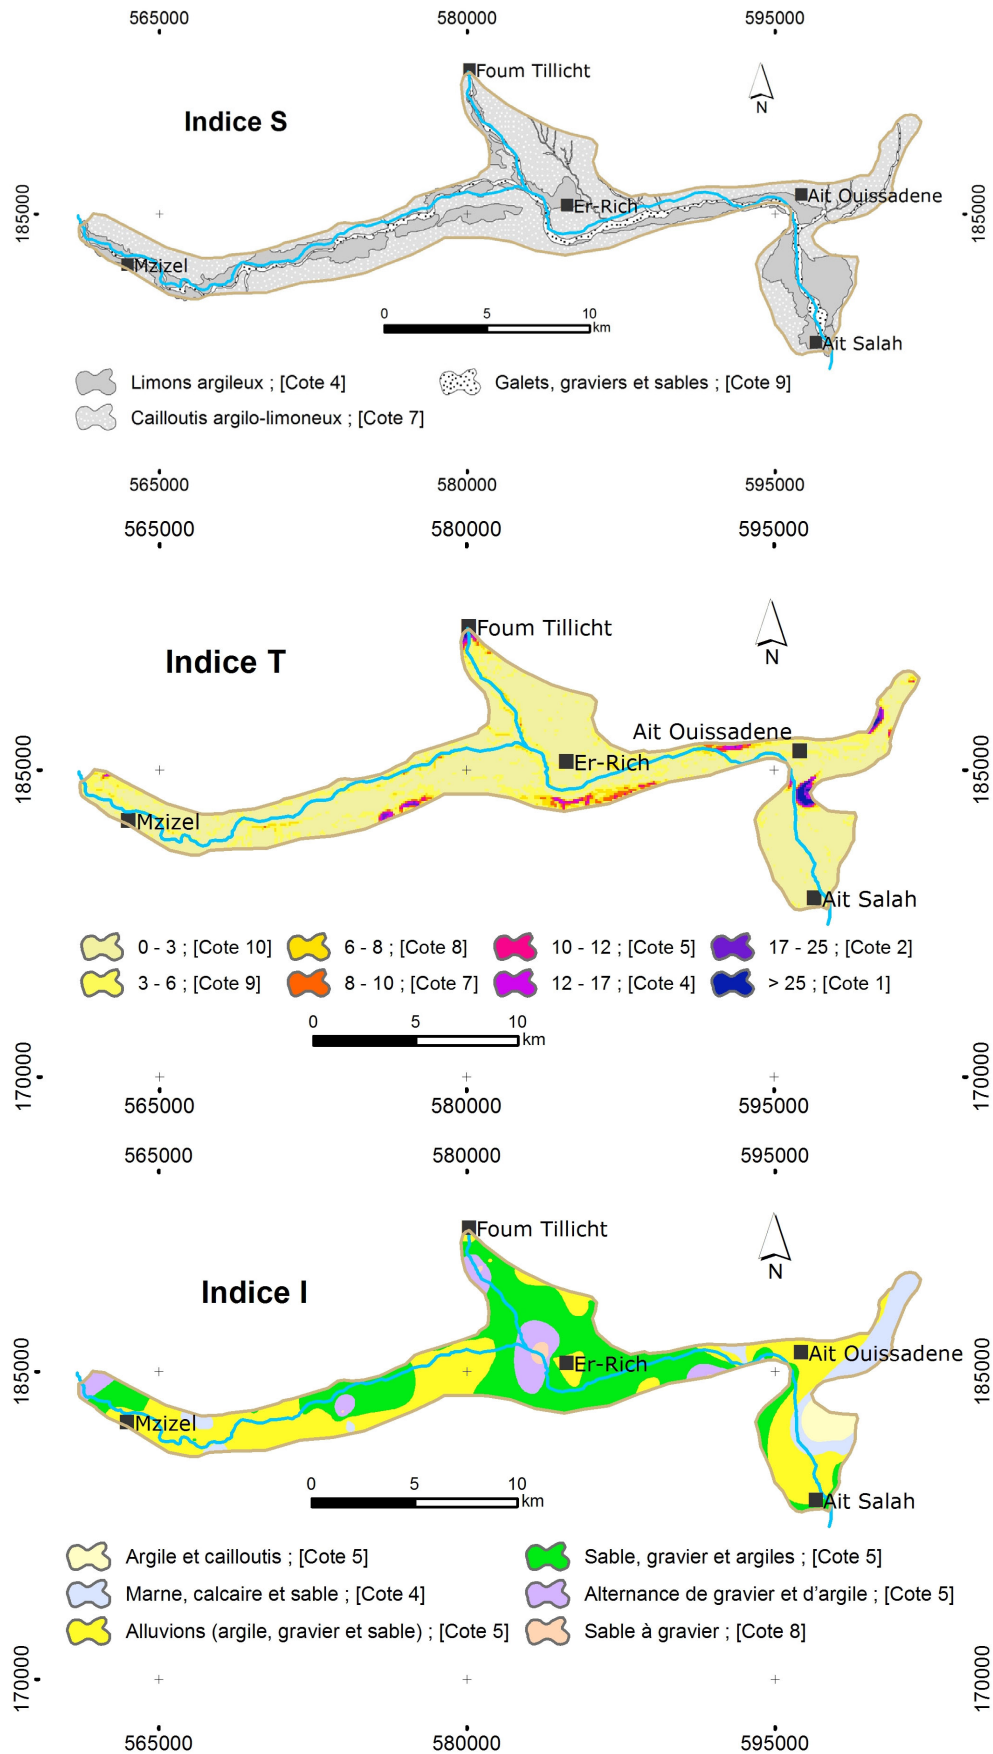 565000 580000 595000
Foum Tillicht
N
Indice S
Ait Ouissadene
Er-Rich
185000 185000
Mzizel
0 5 10
km
Ait Salah
Limons argileux ; [Cote 4] Galets, graviers et sables ; [Cote 9]
Cailloutis argilo-limoneux ; [Cote 7]
565000 580000 595000
565000 580000 595000
Foum Tillicht
N
Indice T
Ait Ouissadene
Er-Rich
185000 185000
Mzizel
Ait Salah
0 - 3 ; [Cote 10] 6 - 8 ; [Cote 8] 10 - 12 ; [Cote 5] 17 - 25 ; [Cote 2]
3 - 6 ; [Cote 9] 8 - 10 ; [Cote 7] 12 - 17 ; [Cote 4] > 25 ; [Cote 1]
0 5 10
km
170000 170000
565000 580000 595000
565000 580000 595000
Foum Tillicht
N
Indice I
Ait Ouissadene
Er-Rich
185000 185000
Mzizel
0 5 10
km
Ait Salah
Argile et cailloutis ; [Cote 5] Sable, gravier et argiles ; [Cote 5]
Marne, calcaire et sable ; [Cote 4] Alternance de gravier et d'argile ; [Cote 5]
Alluvions (argile, gravier et sable) ; [Cote 5] Sable à gravier ; [Cote 8]
170000 170000
565000 580000 595000